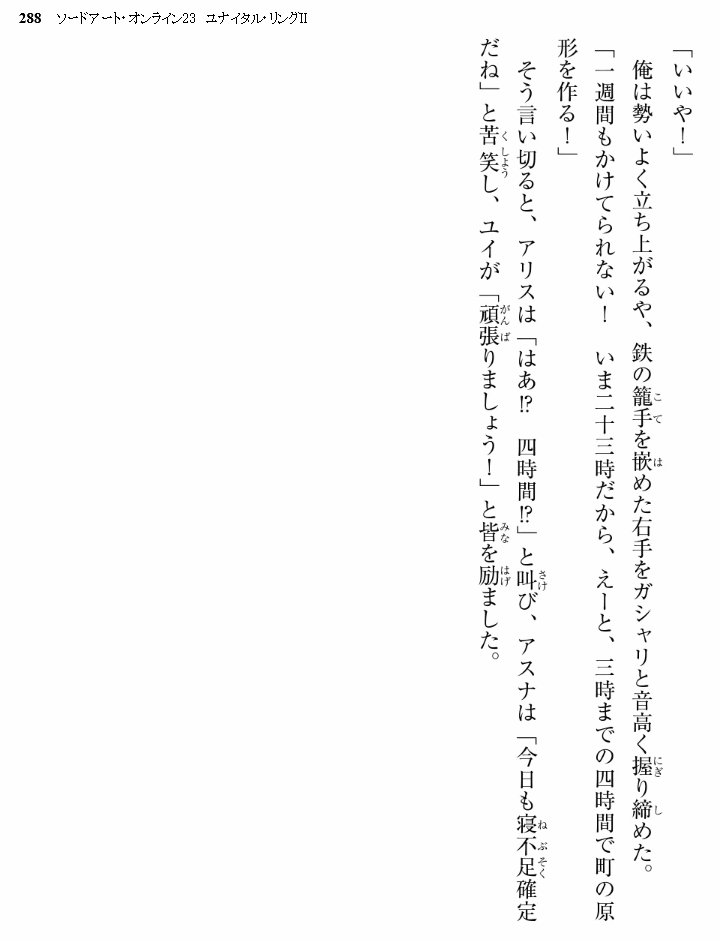 288 ソードアート・オンライン23 ユナイタル・リングII
「いいや！」
　俺は勢いよく立ち上がるや、鉄の籠手を嵌めた右手をガシャリと音高く握り締めた。
「一週間もかけてられない！　いま二十三時だから、えーと、三時までの四時間で町の原
形を作る！」
　そう言い切ると、アリスは「はあ!?　四時間!?」と叫び、アスナは「今日も寝不足確定
だね」と苦笑し、ユイが「頑張りましょう！」と皆を励ました。